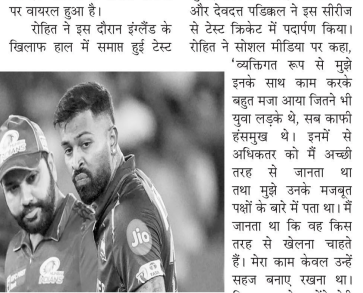 पर वायरल हुआ है।
रोहित ने इस दौरान इंग्लैंड के
खिलाफ हाल में समाप्त हुई टेस्ट
और देवदत्त पडिक्कल ने इस सीरीज
से टेस्ट क्रिकेट में पदार्पण किया।
रोहित ने सोशल मीडिया पर कहा,
‘व्यक्तिगत रूप से मुझे
इनके साथ काम करके
बहुत मजा आया जितने भी
युवा लड़के थे, सब काफी
हंसमुख थे। इनमें से
अधिकतर को मैं अच्छी
तरह से जानता था
तथा मुझे उनके मजबूत
पक्षों के बारे में पता था। मैं
जानता था कि वह किस
तरह से खेलना चाहते
हैं। मेरा काम केवल उन्हें
सहज बनाए रखना था।
Jio